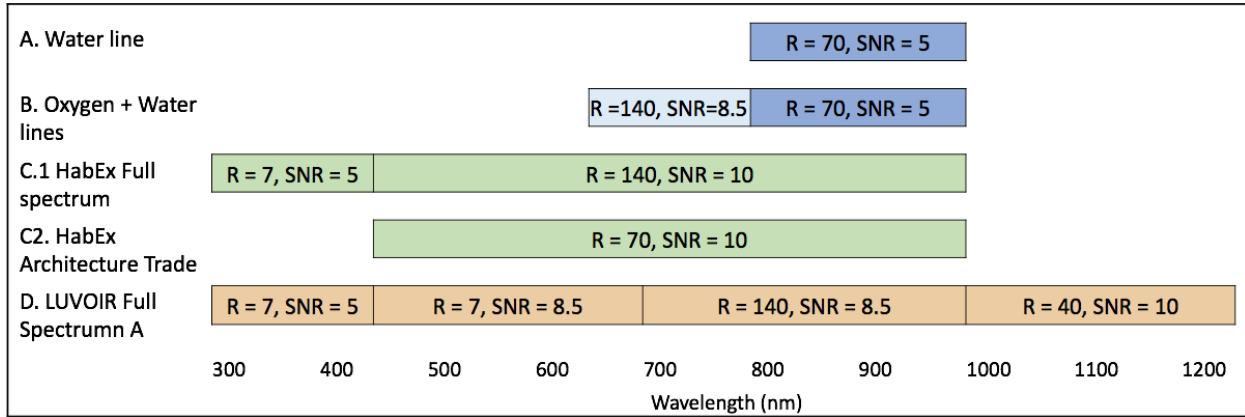 A. Water line
R = 70, SNR = 5
B. Oxygen + Water
lines
R =140, SNR=8.5
R = 70, SNR = 5
C.1 HabEx Full
spectrum
R = 7, SNR = 5
R = 140, SNR = 10
C2. HabEx
Architecture Trade
R = 70, SNR = 10
D. LUVOIR Full
Spectrumn A
R = 7, SNR = 5
R = 7, SNR = 8.5
R = 140, SNR = 8.5
R = 40, SNR = 10
300 400 500 600 700 800 900 1000 1100 1200
Wavelength (nm)